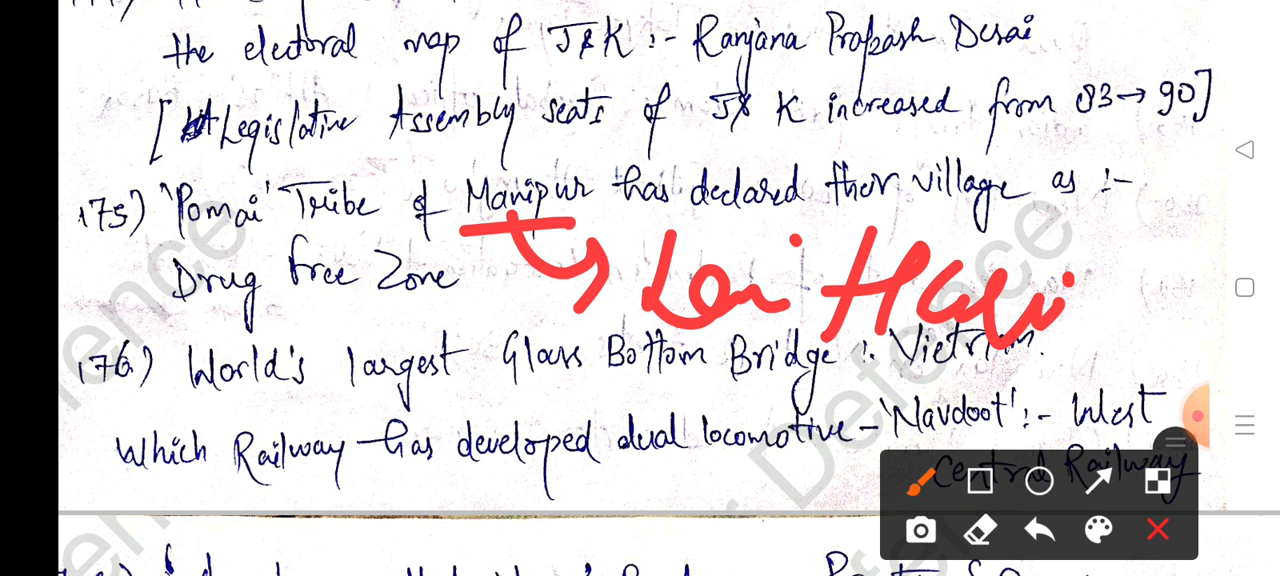 the electoral map of J&K :- Ranjana Prakash Desai
[Legislative Assembly seats of J&K increased from 83→90]
175) 'Pomai' Tribe of Manipur has declared their village as :-
Drug free Zone
Lai Harao
176) World's largest Glass Bottom Bridge :- Vietnam.
Which Railway has developed dual locomotive - 'Navdoot' :- West
Central Railway
Defence